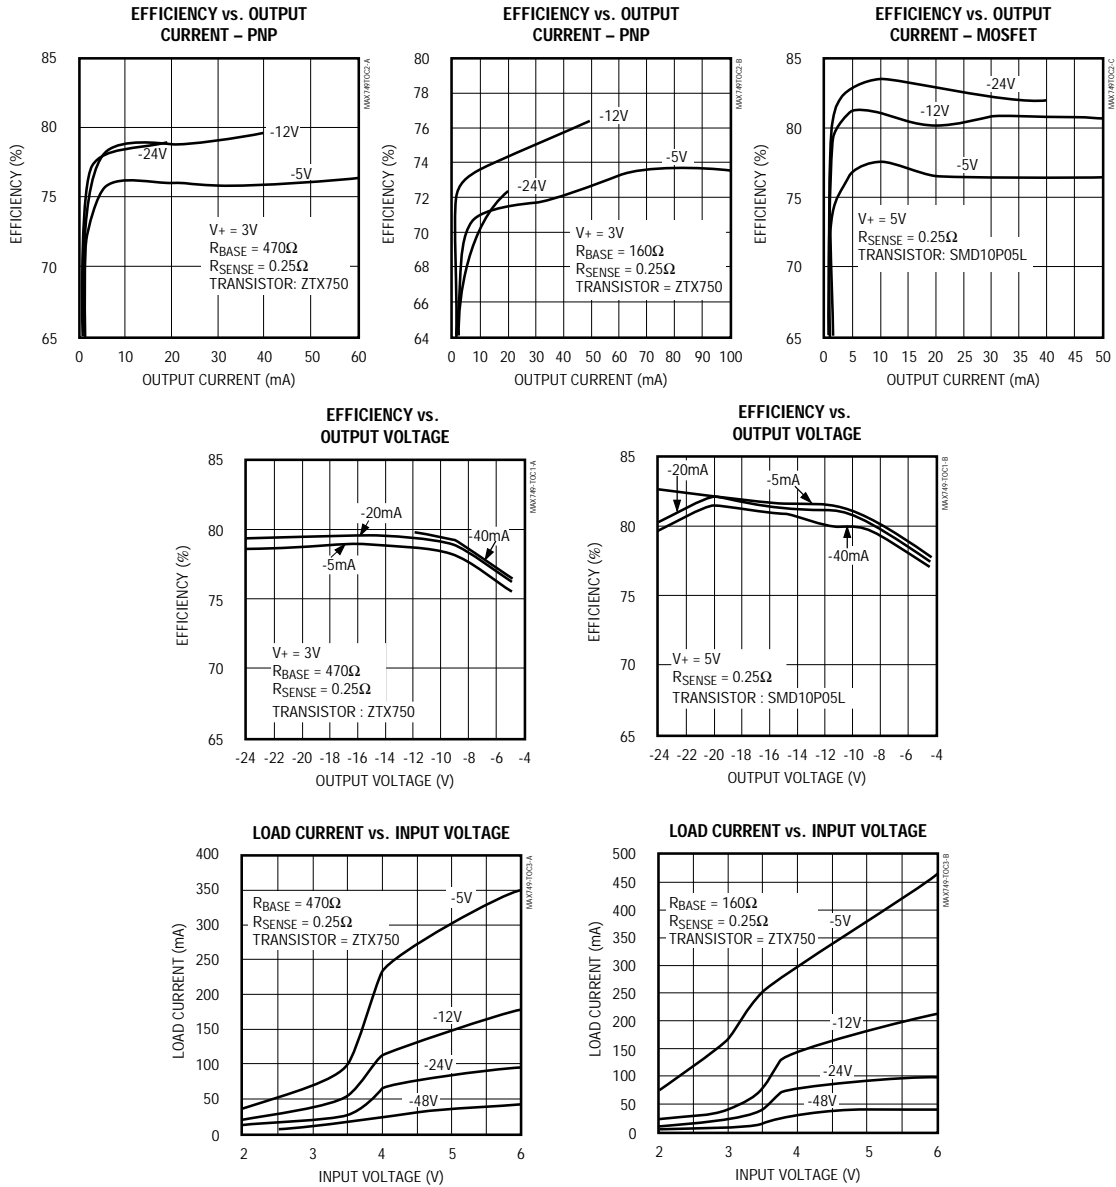 EFFICIENCY vs. OUTPUT
CURRENT – PNP
85
80
75
70
65
EFFICIENCY (%)
-12V
-24V
-5V
V+ = 3V
RBASE = 470Ω
RSENSE = 0.25Ω
TRANSISTOR: ZTX750
MAX749TOC2-A
0 10 20 30 40 50 60
OUTPUT CURRENT (mA)
EFFICIENCY vs. OUTPUT
CURRENT – PNP
80
78
76
74
72
70
68
66
64
EFFICIENCY (%)
-12V
-5V
-24V
V+ = 3V
RBASE = 160Ω
RSENSE = 0.25Ω
TRANSISTOR = ZTX750
MAX749TOC2-B
0 10 20 30 40 50 60 70 80 90 100
OUTPUT CURRENT (mA)
EFFICIENCY vs. OUTPUT
CURRENT – MOSFET
85
80
75
70
65
EFFICIENCY (%)
-24V
-12V
-5V
V+ = 5V
RSENSE = 0.25Ω
TRANSISTOR: SMD10P05L
MAX749TOC2-C
0 5 10 15 20 25 30 35 40 45 50
OUTPUT CURRENT (mA)
EFFICIENCY vs.
OUTPUT VOLTAGE
85
80
75
70
65
EFFICIENCY (%)
-20mA
-40mA
-5mA
V+ = 3V
RBASE = 470Ω
RSENSE = 0.25Ω
TRANSISTOR : ZTX750
MAX749-TOC1-A
-24 -22 -20 -18 -16 -14 -12 -10 -8 -6 -4
OUTPUT VOLTAGE (V)
EFFICIENCY vs.
OUTPUT VOLTAGE
85
80
75
70
65
EFFICIENCY (%)
-20mA
-5mA
-40mA
V+ = 5V
RSENSE = 0.25Ω
TRANSISTOR : SMD10P05L
MAX749-TOC1-B
-24 -22 -20 -18 -16 -14 -12 -10 -8 -6 -4
OUTPUT VOLTAGE (V)
LOAD CURRENT vs. INPUT VOLTAGE
400
350
300
250
200
150
100
50
0
LOAD CURRENT (mA)
RBASE = 470Ω
RSENSE = 0.25Ω
TRANSISTOR = ZTX750
-5V
-12V
-24V
-48V
MAX749-TOC3-A
2 3 4 5 6
INPUT VOLTAGE (V)
LOAD CURRENT vs. INPUT VOLTAGE
500
450
400
350
300
250
200
150
100
50
0
LOAD CURRENT (mA)
RBASE = 160Ω
RSENSE = 0.25Ω
TRANSISTOR = ZTX750
-5V
-12V
-24V
-48V
MAX749-TOC3-B
2 3 4 5 6
INPUT VOLTAGE (V)